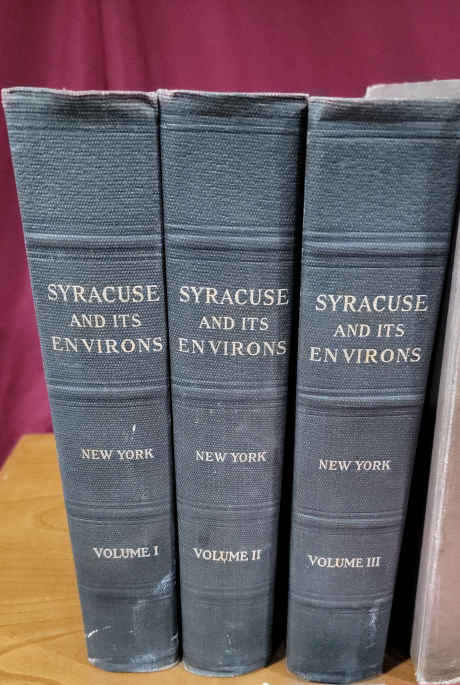 SYRACUSE
AND ITS
ENVIRONS
NEW YORK
VOLUME I
SYRACUSE
AND ITS
ENVIRONS
NEW YORK
VOLUME II
SYRACUSE
AND ITS
ENVIRONS
NEW YORK
VOLUME III